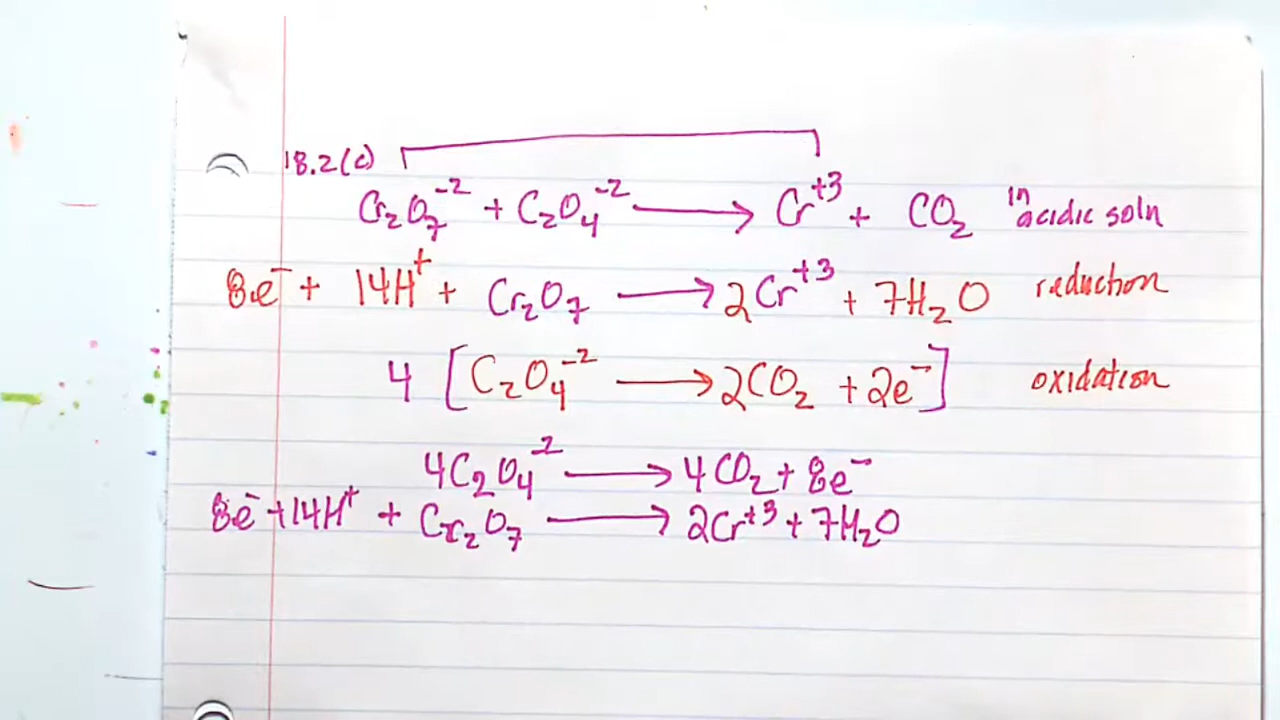 18.2(c)
Cr₂O₇⁻² + C₂O₄⁻² ⟶ Cr⁺³ + CO₂ in acidic soln
8e⁻ + 14H⁺ + Cr₂O₇ ⟶ 2Cr⁺³ + 7H₂O reduction
4 [C₂O₄⁻² ⟶ 2CO₂ + 2e⁻] oxidation
4C₂O₄⁻² ⟶ 4CO₂ + 8e⁻
8e⁻ + 14H⁺ + Cr₂O₇ ⟶ 2Cr⁺³ + 7H₂O